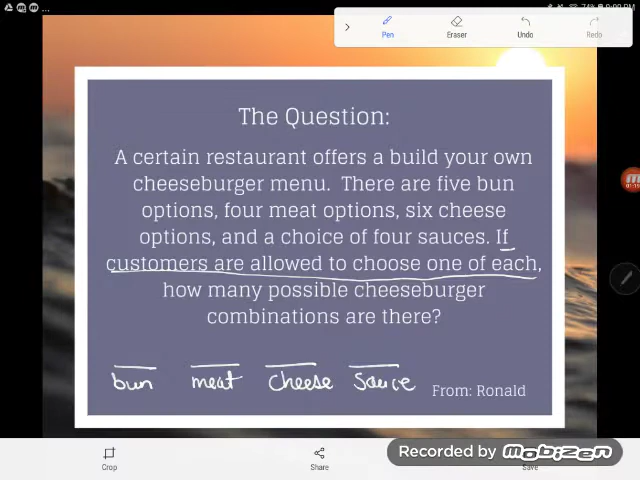 Pen
Eraser
Undo
Redo
The Question:
A certain restaurant offers a build your own
cheeseburger menu. There are five bun
options, four meat options, six cheese
options, and a choice of four sauces. If
customers are allowed to choose one of each,
how many possible cheeseburger
combinations are there?
bun meat cheese sauce
From: Ronald
Recorded by mobizen
Crop
Share
Save